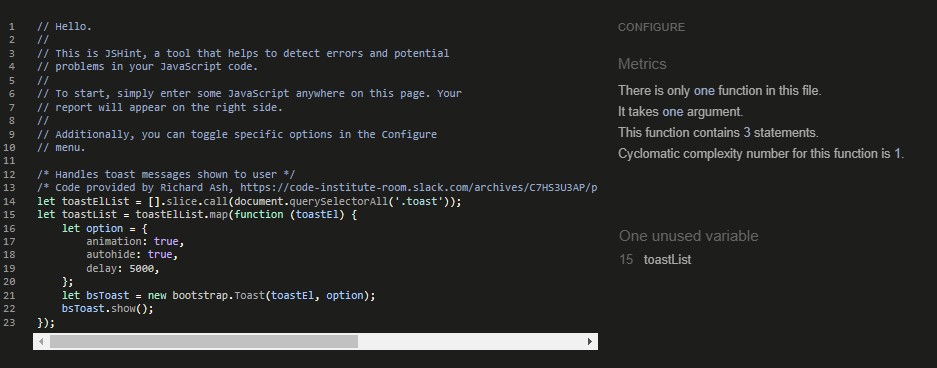 1 // Hello.
2 //
3 // This is JSHint, a tool that helps to detect errors and potential
4 // problems in your JavaScript code.
5 //
6 // To start, simply enter some JavaScript anywhere on this page. Your
7 // report will appear on the right side.
8 //
9 // Additionally, you can toggle specific options in the Configure
10 // menu.
11
12 /* Handles toast messages shown to user */
13 /* Code provided by Richard Ash, https://code-institute-room.slack.com/archives/C7HS3U3AP/p
14 let toastElList = [].slice.call(document.querySelectorAll('.toast'));
15 let toastList = toastElList.map(function (toastEl) {
16     let option = {
17         animation: true,
18         autohide: true,
19         delay: 5000,
20     };
21     let bsToast = new bootstrap.Toast(toastEl, option);
22     bsToast.show();
23 });
CONFIGURE
Metrics
There is only one function in this file.
It takes one argument.
This function contains 3 statements.
Cyclomatic complexity number for this function is 1.
One unused variable
15 toastList